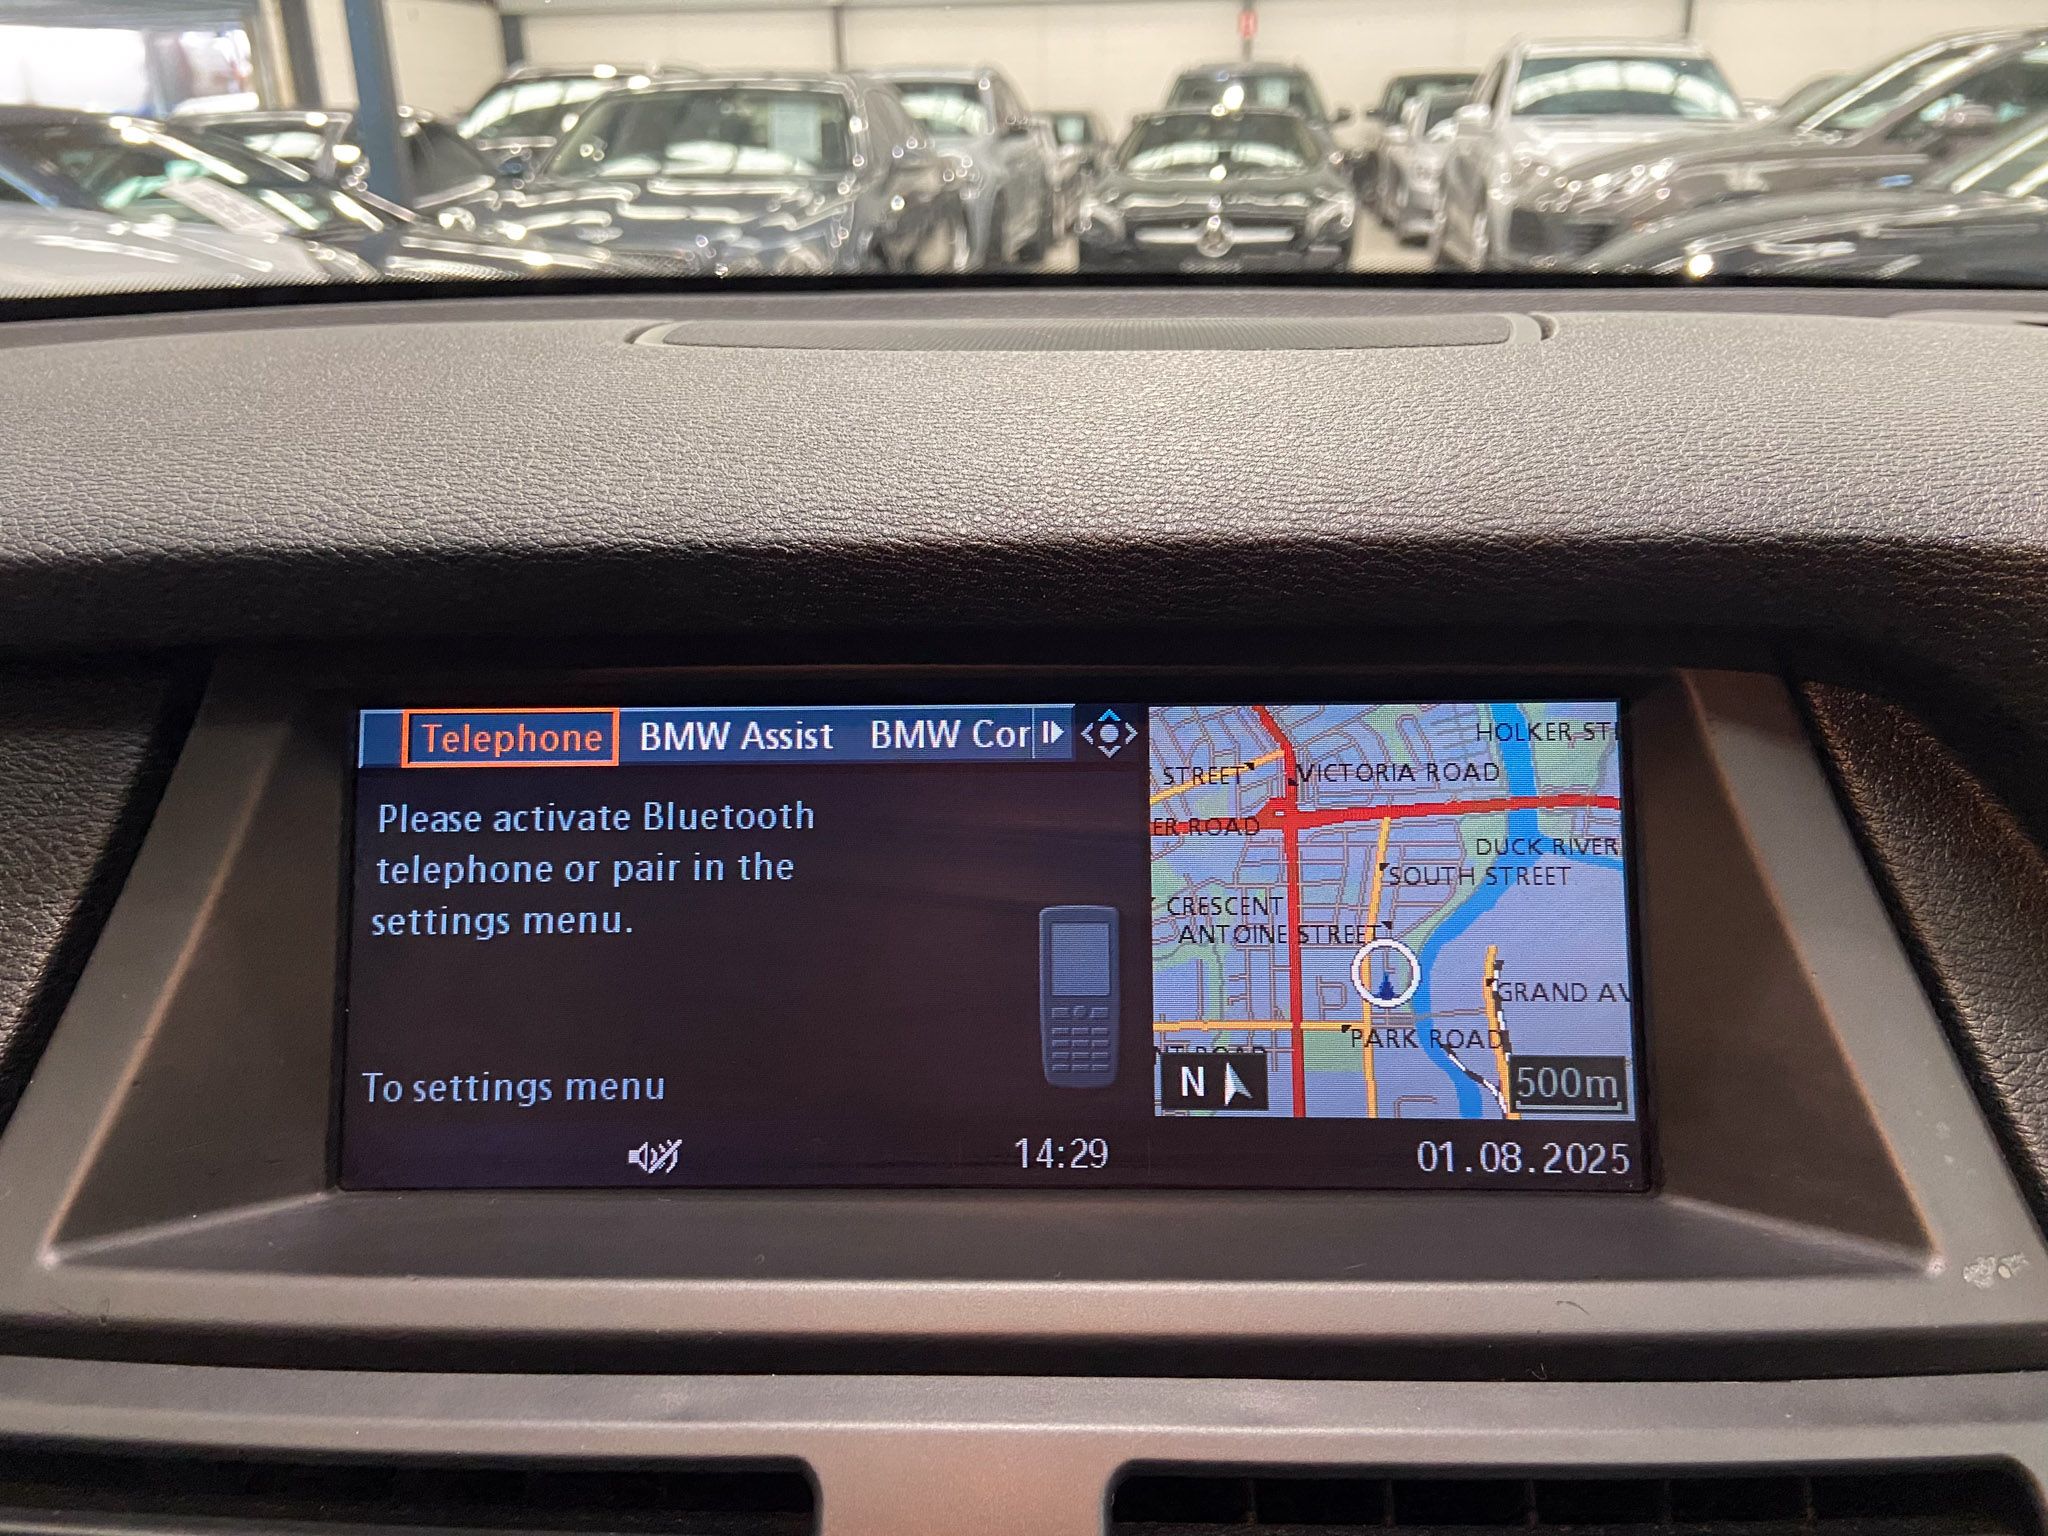 Telephone BMW Assist BMW Cor
Please activate Bluetooth
telephone or pair in the
settings menu.
To settings menu
14:29
01.08.2025
HOLKER ST
STREET
VICTORIA ROAD
ER ROAD
DUCK RIVER
SOUTH STREET
CRESCENT
ANTOINE STREET
GRAND AV
PARK ROAD
NT ROAD
N
500m